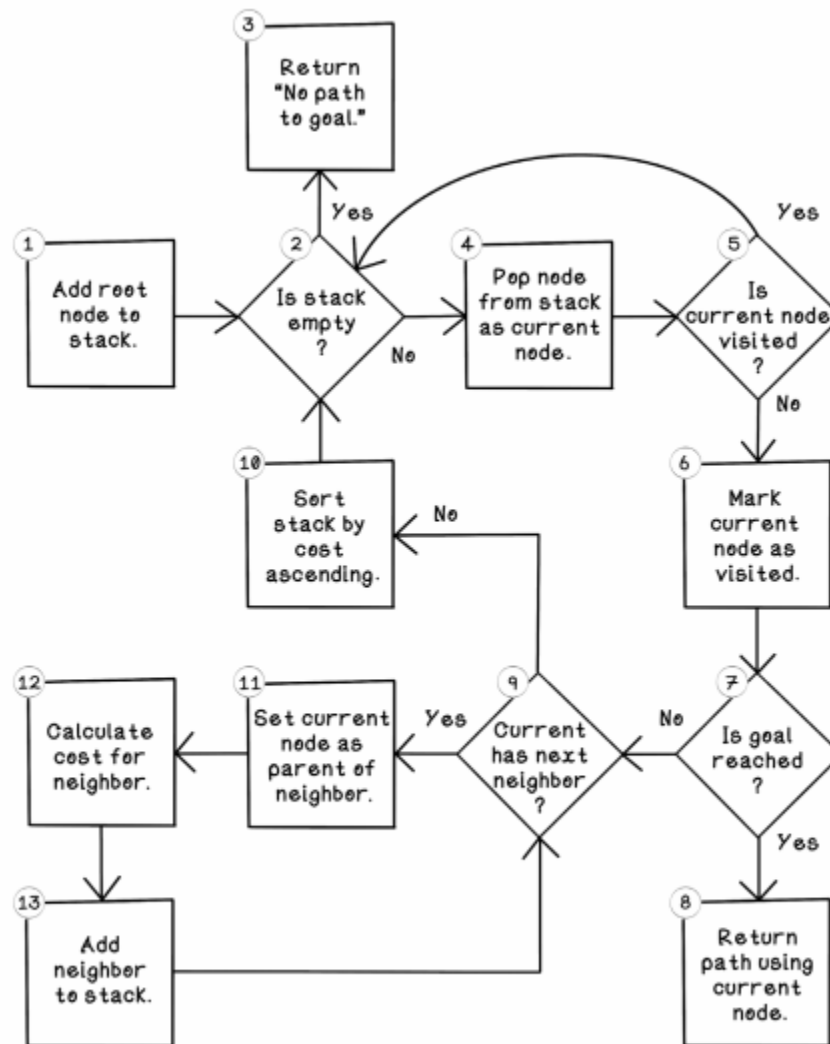 3
Return
“No path
to goal.”
Yes
Yes
1
Add root
node to
stack.
2
Is stack
empty
?
No
4
Pop node
from stack
as current
node.
5
Is
current node
visited
?
No
10
Sort
stack by
cost
ascending.
No
6
Mark
current
node as
visited.
12
Calculate
cost for
neighbor.
11
Set current
node as
parent of
neighbor.
Yes
9
Current
has next
neighbor
?
No
7
Is goal
reached
?
Yes
13
Add
neighbor
to stack.
8
Return
path using
current
node.